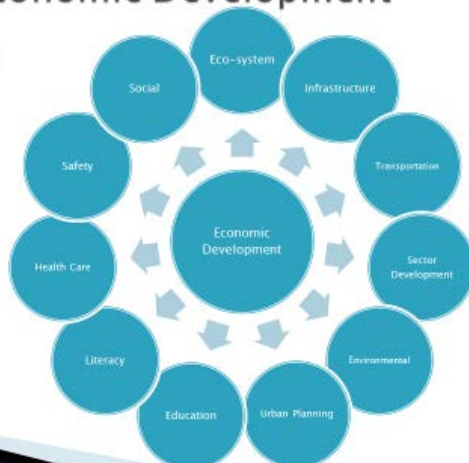 Economic Development
Eco-system
Infrastructure
Transportation
Sector
Development
Environmental
Urban Planning
Education
Literacy
Health Care
Safety
Social
Economic
Development